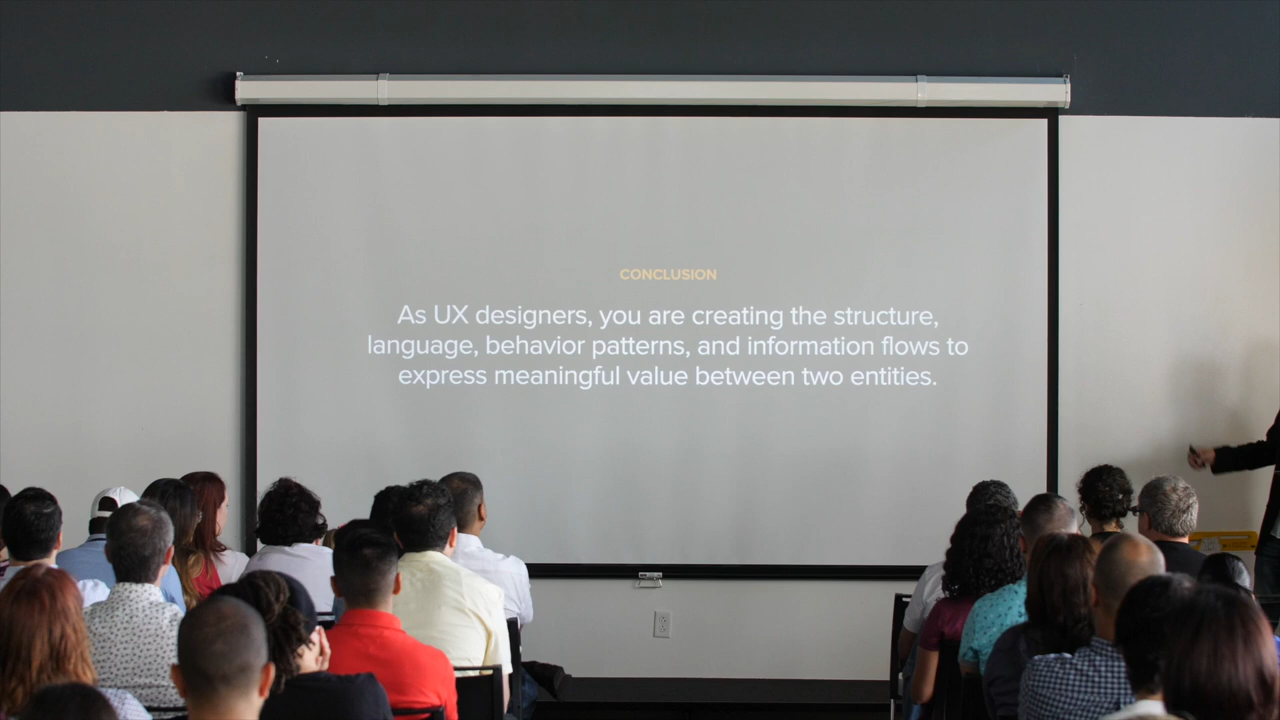 CONCLUSION
As UX designers, you are creating the structure,
language, behavior patterns, and information flows to
express meaningful value between two entities.